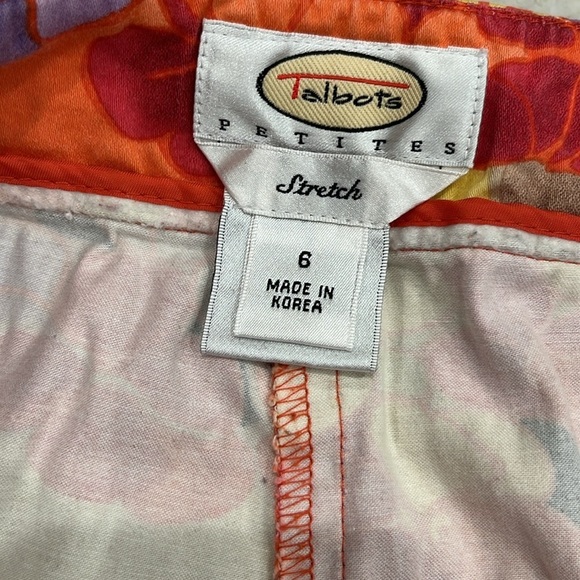 Talbots
PETITES
Stretch
6
MADE IN
KOREA